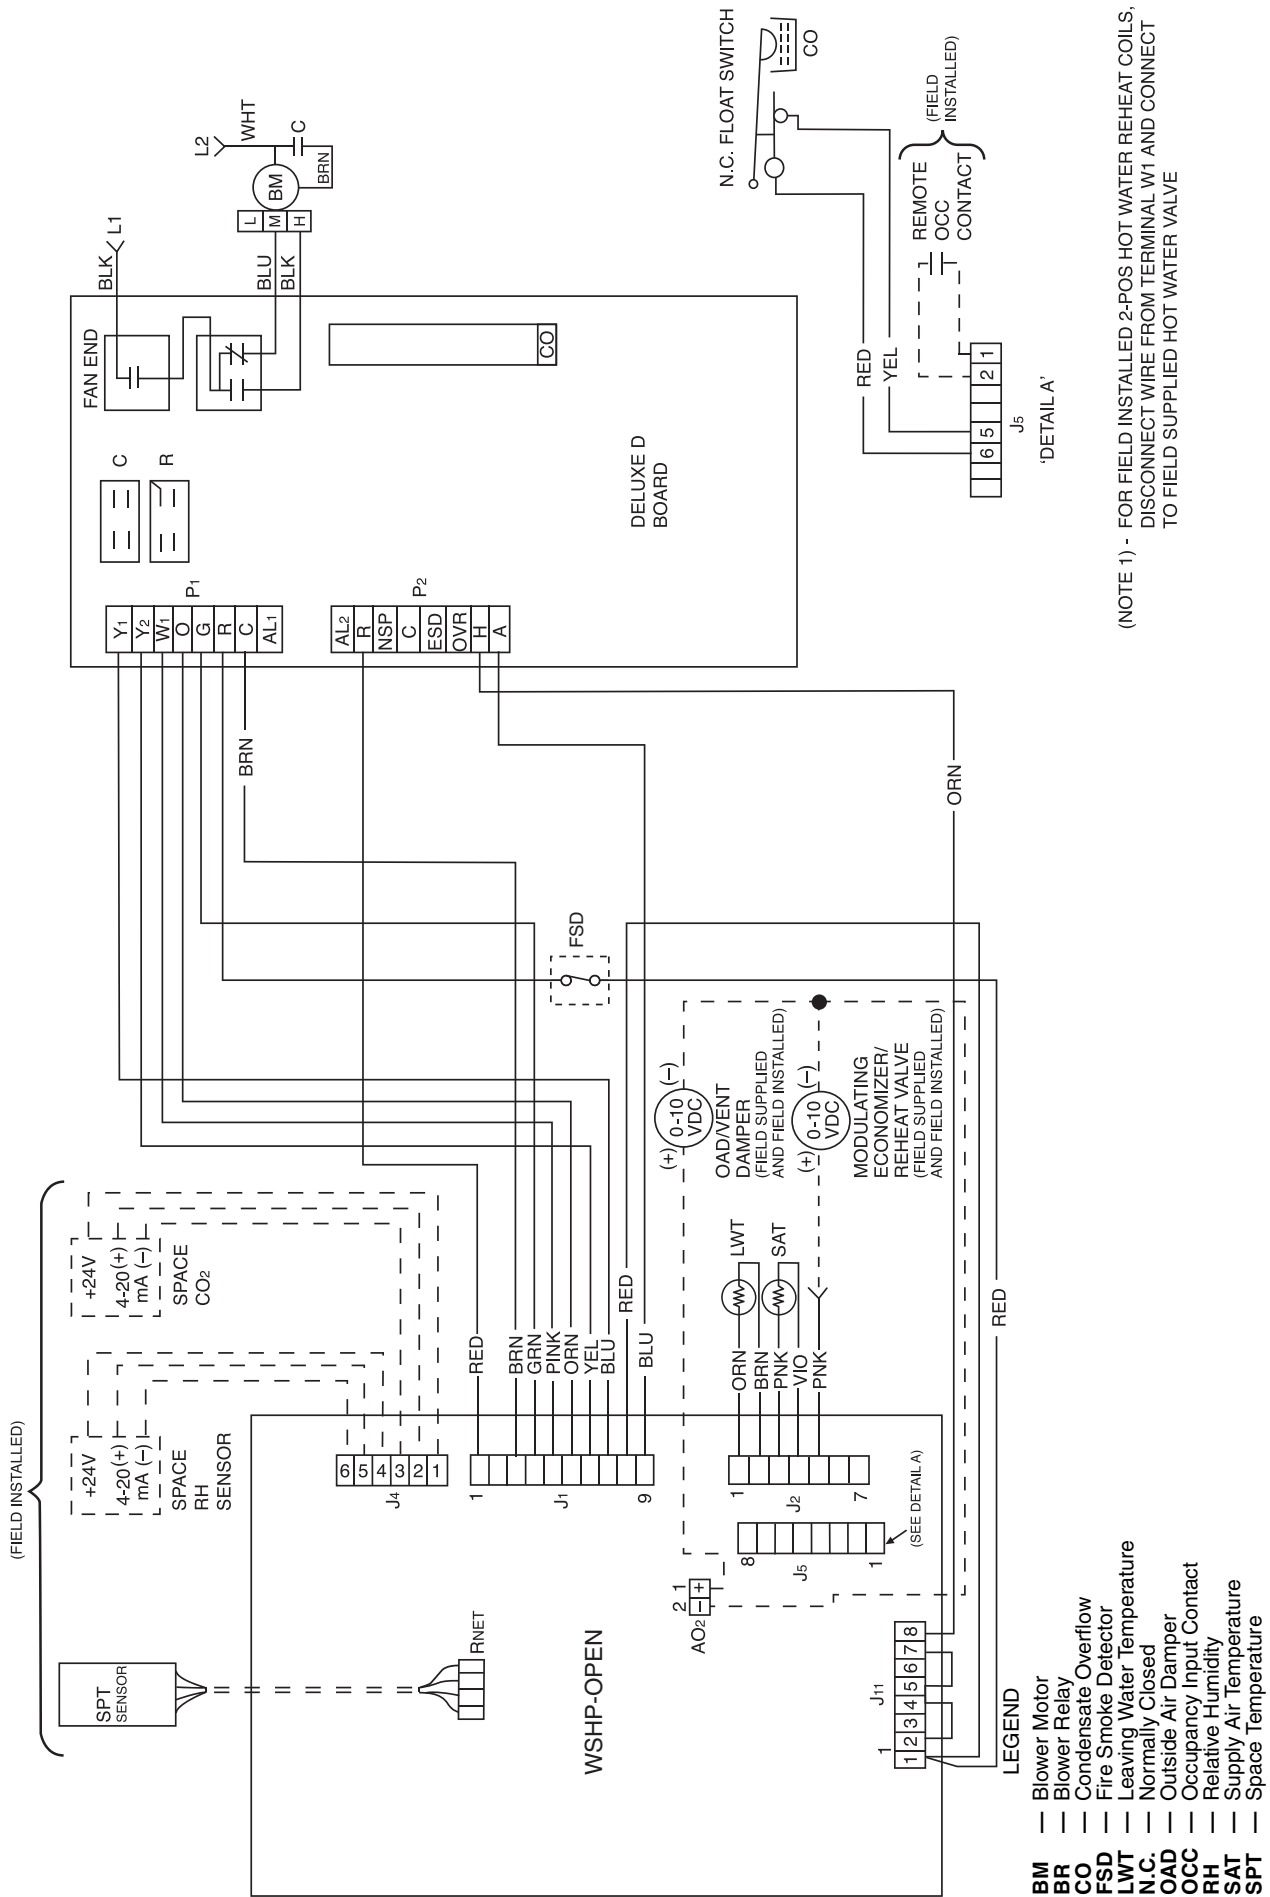 (FIELD INSTALLED)
SPT
SENSOR
+24V
4-20 (+)
mA (–)
SPACE
RH
SENSOR
+24V
4-20 (+)
mA (–)
SPACE
CO2
WSHP-OPEN
RNET
6 5 4 3 2 1
J4
1
J1
9
RED
BRN
GRN
PINK
ORN
YEL
BLU
RED
BLU
1
J2
7
ORN
BRN
PNK
VIO
PNK
LWT
SAT
8
J5
1
(SEE DETAIL A)
2 1
– +
AO2
1
J11
1 2 3 4 5 6 7 8
(+) 0-10 VDC (–)
OAD/VENT
DAMPER
(FIELD SUPPLIED
AND FIELD INSTALLED)
(+) 0-10 VDC (–)
MODULATING
ECONOMIZER/
REHEAT VALVE
(FIELD SUPPLIED
AND FIELD INSTALLED)
RED
FSD
BRN
ORN
Y1
Y2
W1
O
G
R
C
AL1
P1
AL2
R
NSP
C
ESD
OVR
H
A
P2
C
R
DELUXE D
BOARD
FAN END
CO
BLK
L1
BLU
BLK
L
M
H
BM
L2
WHT
C
BRN
N.C. FLOAT SWITCH
CO
RED
YEL
REMOTE
OCC
CONTACT
(FIELD
INSTALLED)
6 5 2 1
J5
'DETAIL A'
(NOTE 1) - FOR FIELD INSTALLED 2-POS HOT WATER REHEAT COILS,
DISCONNECT WIRE FROM TERMINAL W1 AND CONNECT
TO FIELD SUPPLIED HOT WATER VALVE
LEGEND
BM — Blower Motor
BR — Blower Relay
CO — Condensate Overflow
FSD — Fire Smoke Detector
LWT — Leaving Water Temperature
N.C. — Normally Closed
OAD — Outside Air Damper
OCC — Occupancy Input Contact
RH — Relative Humidity
SAT — Supply Air Temperature
SPT — Space Temperature